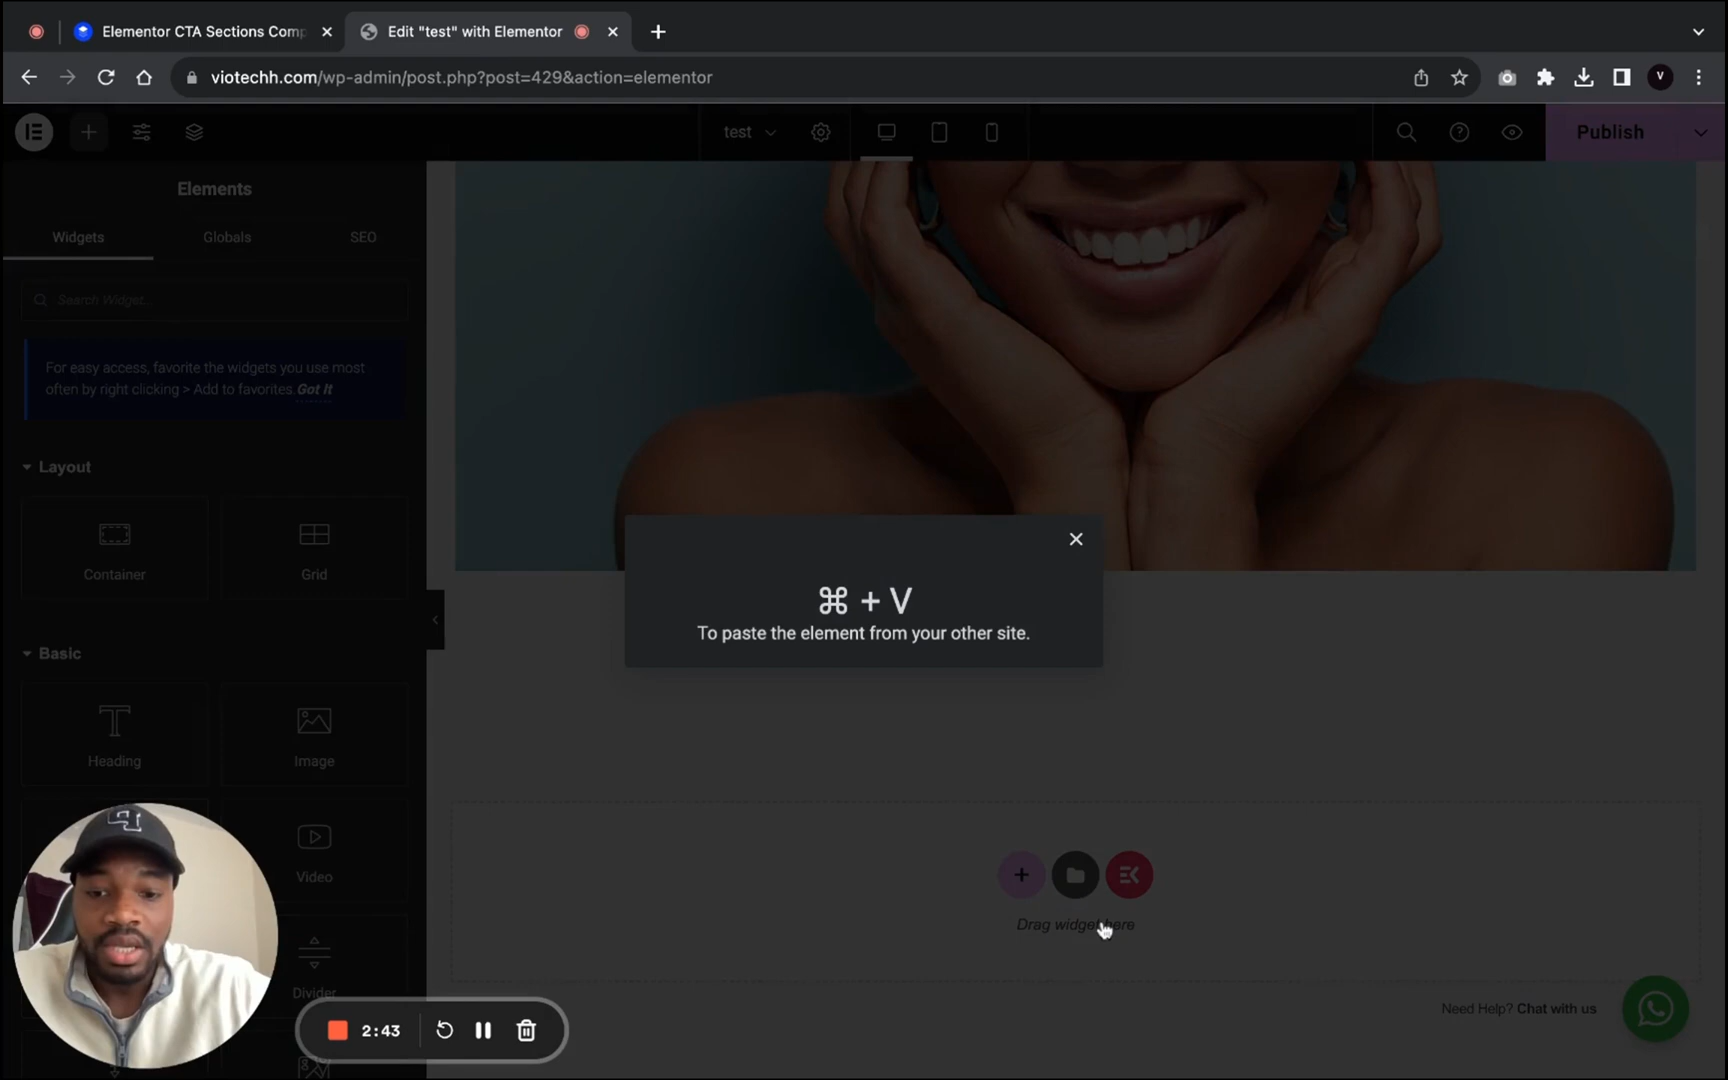 Elementor CTA Sections Comp
Edit "test" with Elementor
viotechh.com/wp-admin/post.php?post=429&action=elementor
V
test
Publish
Elements
Widgets
Globals
SEO
Search Widget...
For easy access, favorite the widgets you use most
often by right clicking > Add to favorites Got It
Layout
Container
Grid
Basic
Heading
Image
Video
Divider
⌘ + V
To paste the element from your other site.
Drag widget here
Need Help? Chat with us
2:43